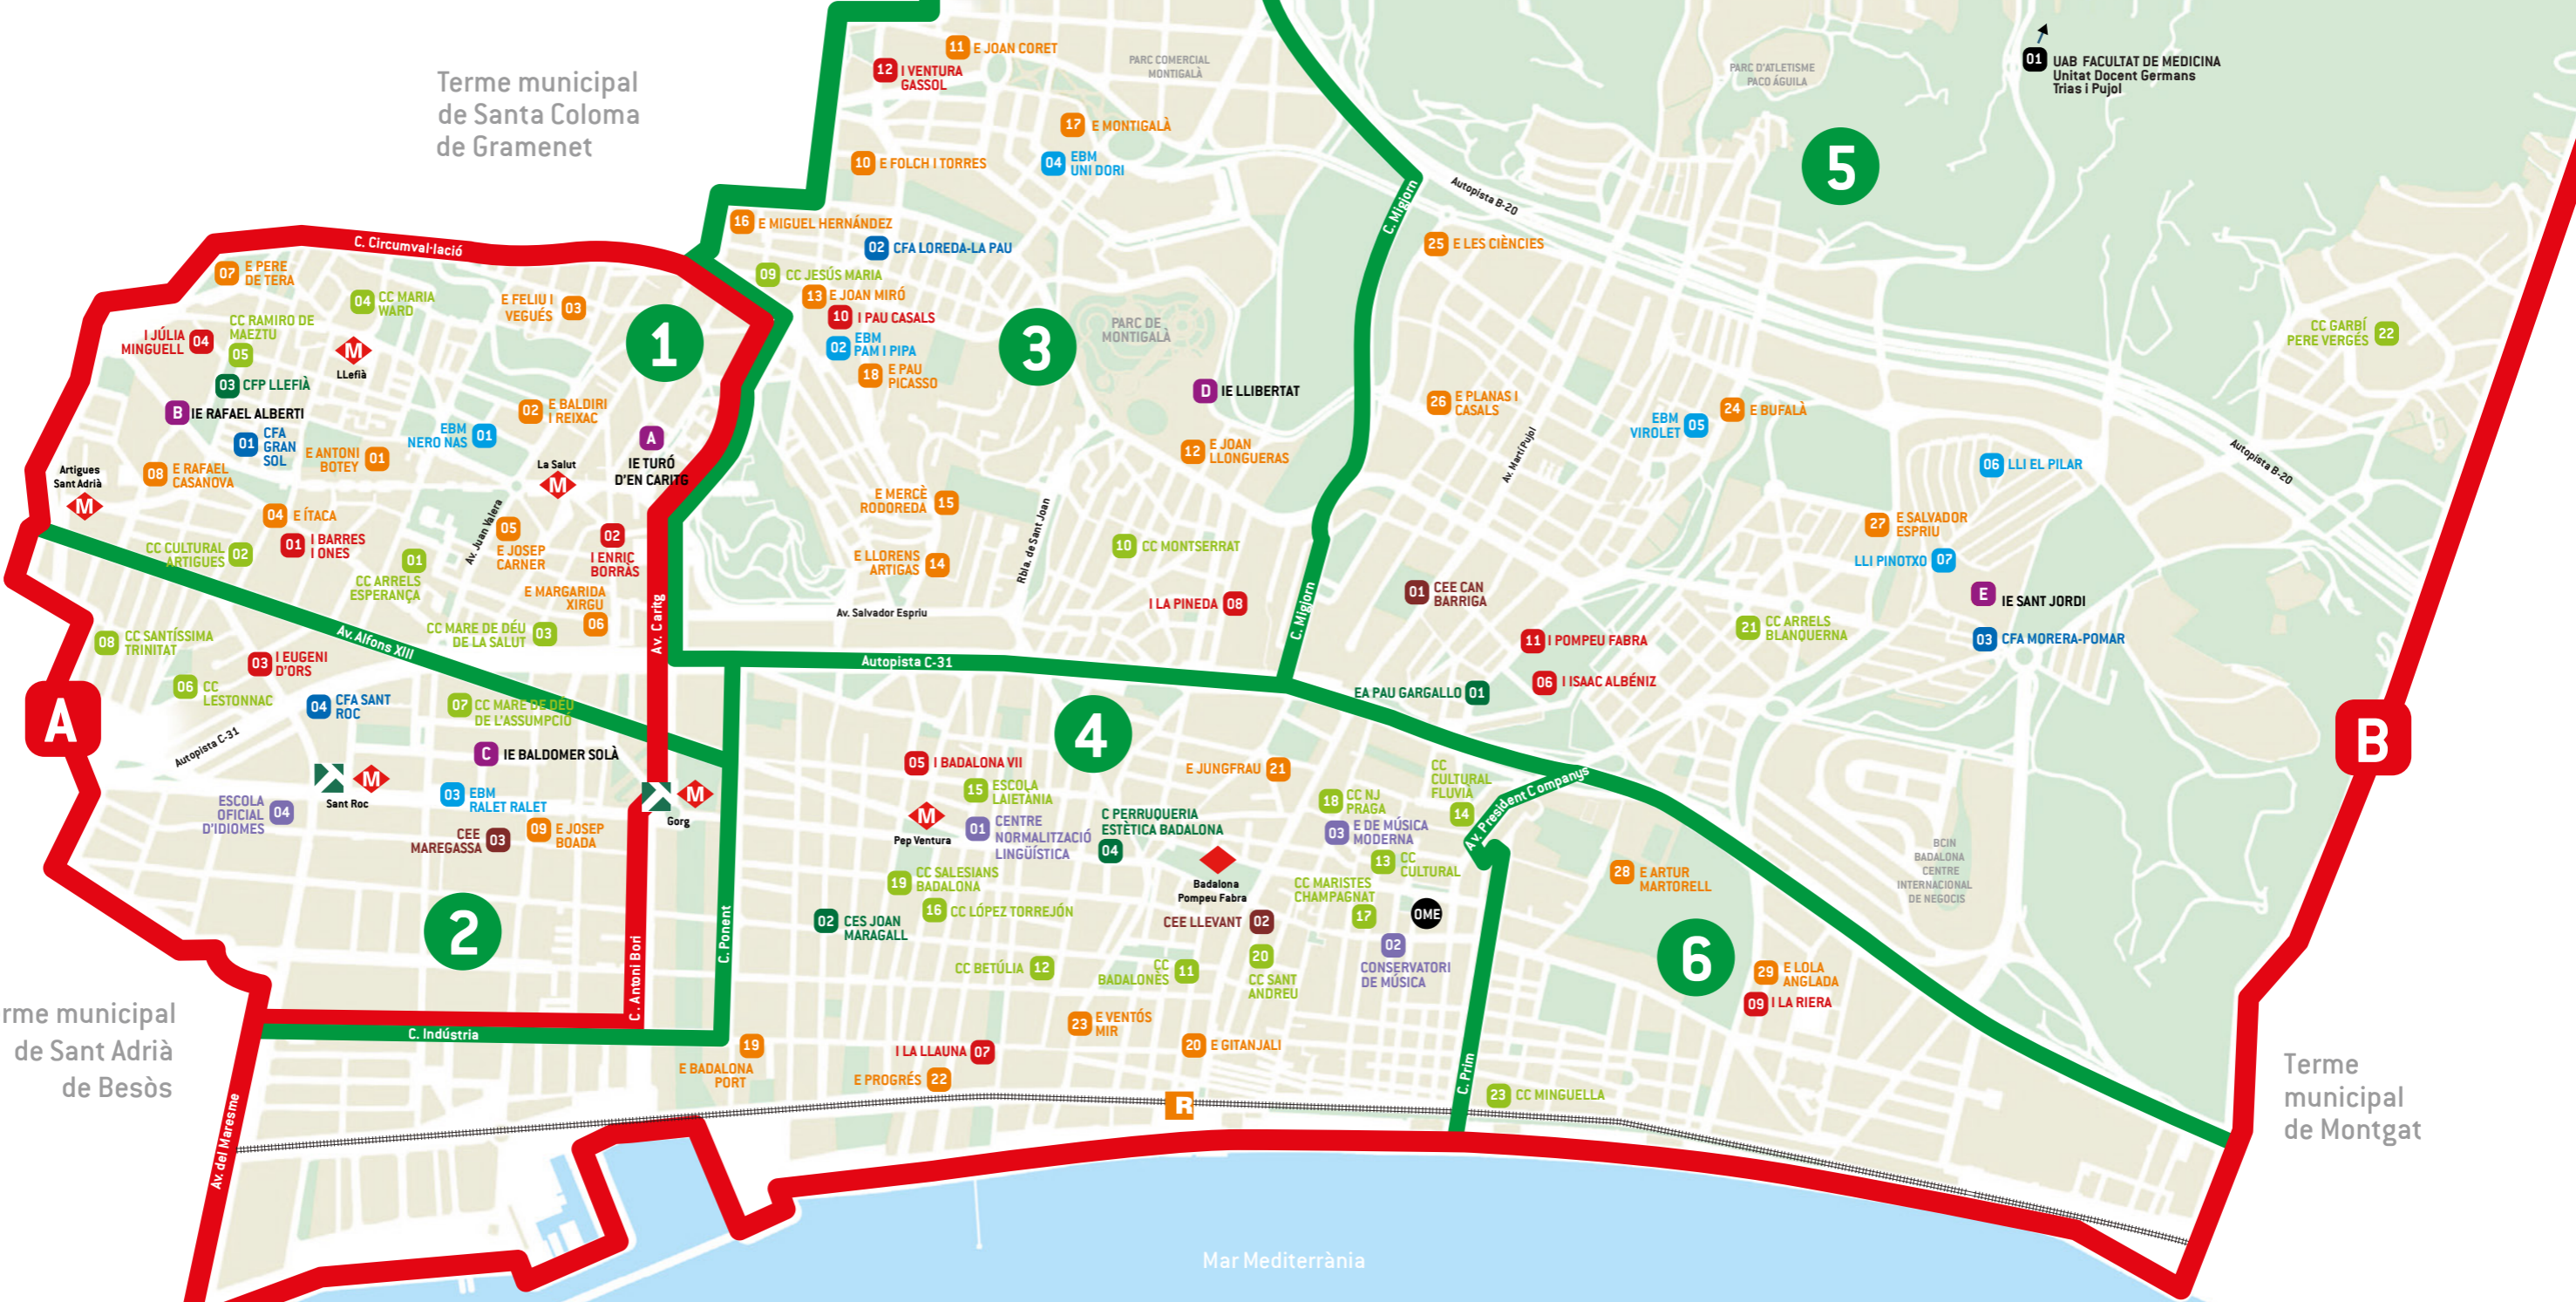 Terme municipal
de Santa Coloma
de Gramenet
11 E JOAN CORET
12 I VENTURA
GASSOL
PARC COMERCIAL
MONTIGALÀ
17 E MONTIGALÀ
10 E FOLCH I TORRES
04 EBM
UNI DORI
PARC D'ATLETISME
PACO ÁGUILA
01 UAB FACULTAT DE MEDICINA
Unitat Docent Germans
Trias i Pujol
5
C. Migjorn
Autopista B-20
16 E MIGUEL HERNÁNDEZ
02 CFA LOREDA-LA PAU
25 E LES CIÈNCIES
C. Circumval·lació
07 E PERE
DE TERA
04 CC MARIA
WARD
E FELIU I
VEGUÉS 03
09 CC JESÚS MARIA
13 E JOAN MIRÓ
10 I PAU CASALS
CC RAMIRO DE
MAEZTU
05
I JÚLIA
MINGUELL 04
M
LLefià
1
02 EBM
PAM I PIPA
3
PARC DE
MONTIGALÀ
CC GARBÍ
PERE VERGÉS 22
18 E PAU
PICASSO
03 CFP LLEFIÀ
B IE RAFAEL ALBERTI
D IE LLIBERTAT
26 E PLANAS I
CASALS
EBM
VIROLET 05
24 E BUFALÀ
02 E BALDIRI
I REIXAC
EBM
NERO NAS 01
A
IE TURÓ
D'EN CARITG
01 CFA
GRAN
SOL
E ANTONI
BOTEY 01
12 E JOAN
LLONGUERAS
Av. Martí Pujol
Autopista B-20
06 LLI EL PILAR
Artigues
Sant Adrià
M
08 E RAFAEL
CASANOVA
La Salut
M
E MERCÈ
RODOREDA 15
Rbla. de Sant Joan
04 E ÍTACA
Av. Juan Valera
05
E JOSEP
CARNER
02
I ENRIC
BORRÀS
27 E SALVADOR
ESPRIU
CC CULTURAL
ARTIGUES 02
01 I BARRES
I ONES
01
CC ARRELS
ESPERANÇA
E LLORENS
ARTIGAS 14
10 CC MONTSERRAT
LLI PINOTXO 07
E MARGARIDA
XIRGU
06
01 CEE CAN
BARRIGA
E
IE SANT JORDI
Av. Caritg
Av. Salvador Espriu
I LA PINEDA 08
C. Migjorn
08 CC SANTÍSSIMA
TRINITAT
Av. Alfons XIII
CC MARE DE DÉU
DE LA SALUT 03
11 I POMPEU FABRA
21 CC ARRELS
BLANQUERNA
03 CFA MORERA-POMAR
03 I EUGENI
D'ORS
Autopista C-31
06 CC
LESTONNAC
06 I ISAAC ALBÉNIZ
EA PAU GARGALLO 01
04 CFA SANT
ROC
07 CC MARE DE DÉU
DE L'ASSUMPCIÓ
A
4
B
Autopista C-31
C IE BALDOMER SOLÀ
05 I BADALONA VII
E JUNGFRAU 21
M
Sant Roc
03 EBM
RALET RALET
M
Gorg
15 ESCOLA
LAIETÀNIA
18 CC NJ
PRAGA
CC
CULTURAL
FLUVIÀ
14
Av. President Companys
ESCOLA
OFICIAL
D'IDIOMES 04
M
Pep Ventura
01 CENTRE
NORMALITZACIÓ
LINGÜÍSTICA
C PERRUQUERIA
ESTÈTICA BADALONA
04
03 E DE MÚSICA
MODERNA
CEE
MAREGASSA 03
09 E JOSEP
BOADA
13 CC
CULTURAL
Badalona
Pompeu Fabra
BCIN
BADALONA
CENTRE
INTERNACIONAL
DE NEGOCIS
19 CC SALESIANS
BADALONA
CC MARISTES
CHAMPAGNAT
17
28 E ARTUR
MARTORELL
2
02 CES JOAN
MARAGALL
16 CC LÓPEZ TORREJÓN
CEE LLEVANT 02
OME
C. Ponent
C. Antoni Bori
02
CONSERVATORI
DE MÚSICA
6
CC BETÚLIA 12
CC
BADALONÈS 11
20
CC SANT
ANDREU
29 E LOLA
ANGLADA
09 I LA RIERA
rme municipal
de Sant Adrià
de Besòs
C. Indústria
23 E VENTÓS
MIR
19
E BADALONA
PORT
I LA LLAUNA 07
20 E GITANJALI
E PROGRÉS 22
C. Prim
23 CC MINGUELLA
R
Av. del Maresme
Terme
municipal
de Montgat
Mar Mediterrània